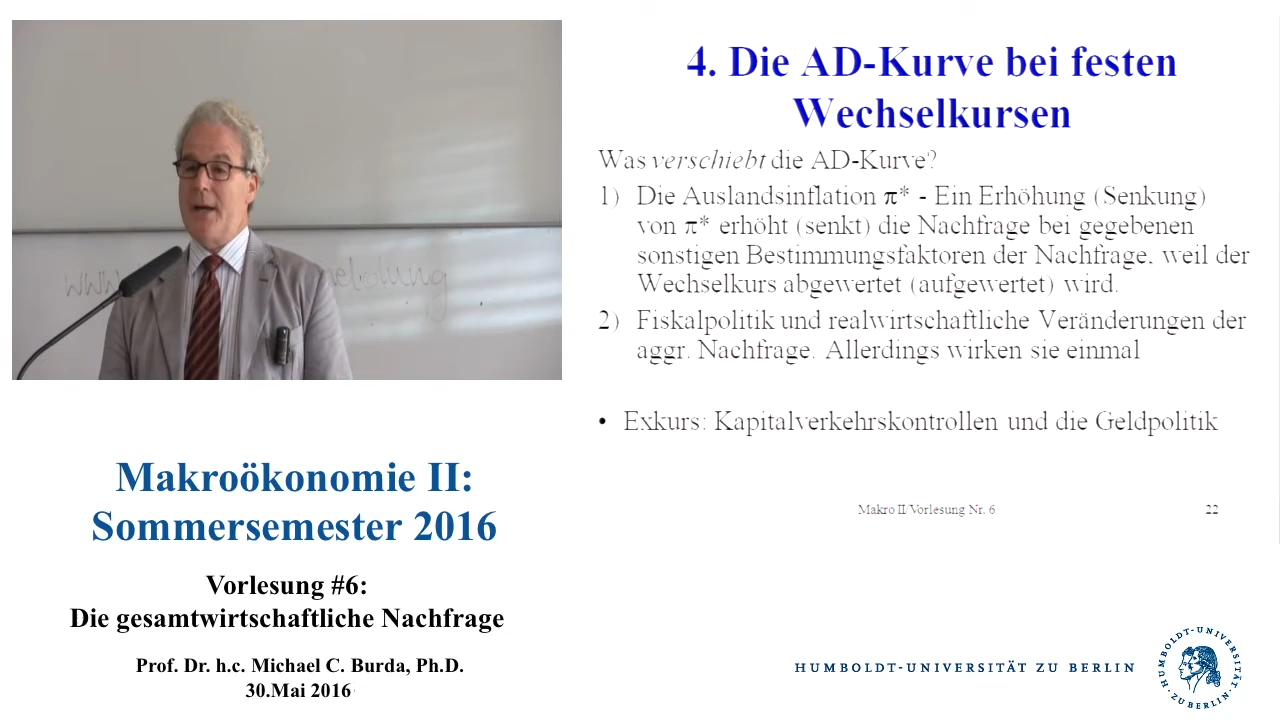 4. Die AD-Kurve bei festen
Wechselkursen
Was verschiebt die AD-Kurve?
1) Die Auslandsinflation π* - Ein Erhöhung (Senkung)
von π* erhöht (senkt) die Nachfrage bei gegebenen
sonstigen Bestimmungsfaktoren der Nachfrage, weil der
Wechselkurs abgewertet (aufgewertet) wird.
2) Fiskalpolitik und realwirtschaftliche Veränderungen der
aggr. Nachfrage. Allerdings wirken sie einmal
• Exkurs: Kapitalverkehrskontrollen und die Geldpolitik
Makro II/Vorlesung Nr. 6
22
Makroökonomie II:
Sommersemester 2016
Vorlesung #6:
Die gesamtwirtschaftliche Nachfrage
Prof. Dr. h.c. Michael C. Burda, Ph.D.
30.Mai 2016
HUMBOLDT-UNIVERSITÄT ZU BERLIN
HUMBOLDT-UNIVERSITÄT ZU BERLIN